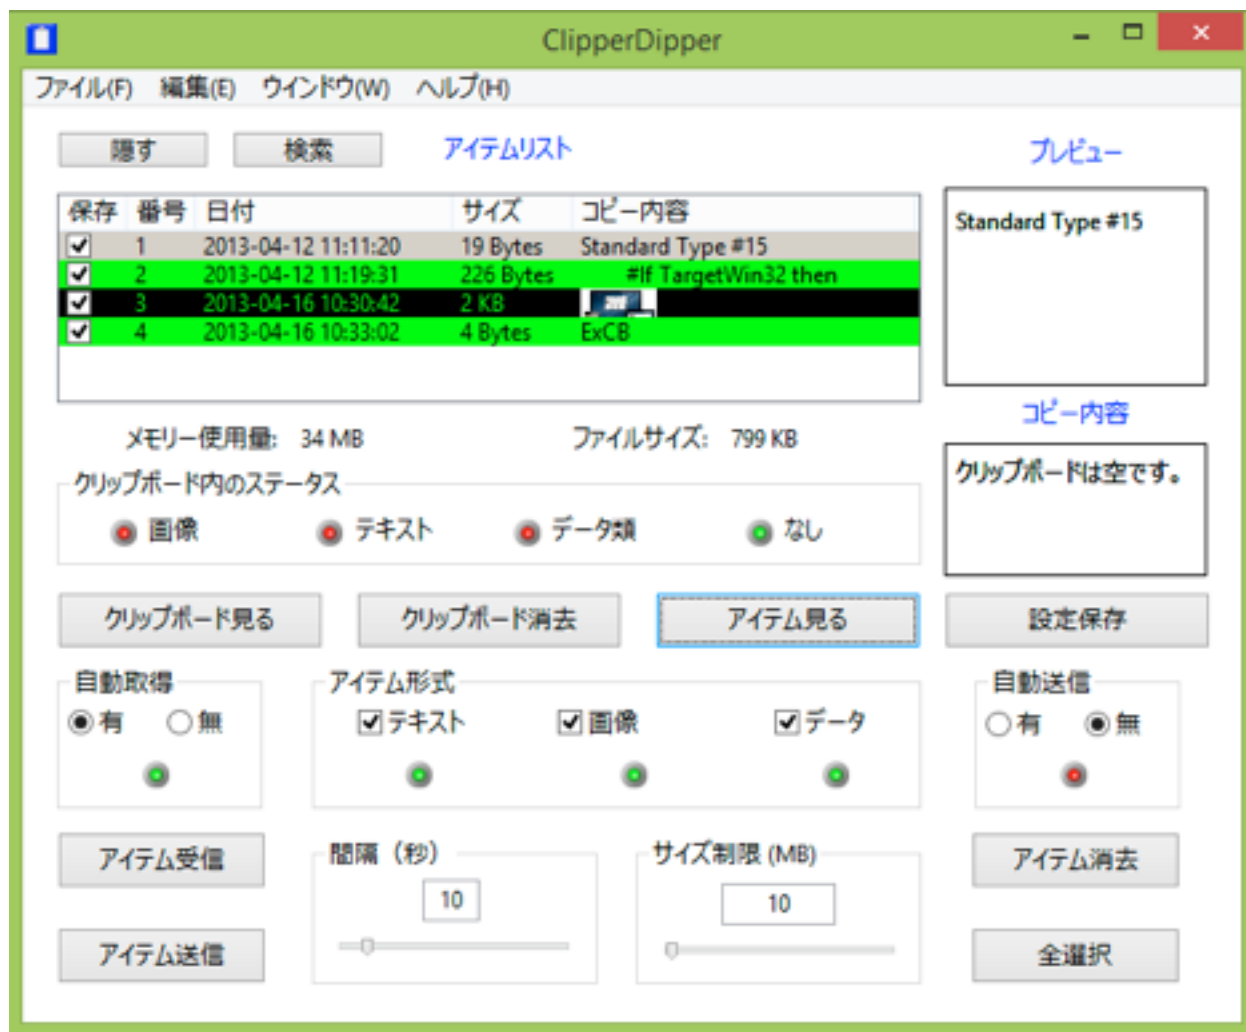 ClipperDipper
ファイル(F) 編集(E) ウインドウ(W) ヘルプ(H)
隠す 検索 アイテムリスト プレビュー
保存 番号 日付 サイズ コピー内容
1 2013-04-12 11:11:20 19 Bytes Standard Type #15
2 2013-04-12 11:19:31 226 Bytes #If TargetWin32 then
3 2013-04-16 10:30:42 2 KB
4 2013-04-16 10:33:02 4 Bytes ExCB
Standard Type #15
メモリー使用量: 34 MB ファイルサイズ: 799 KB
コピー内容
クリップボードは空です。
クリップボード内のステータス
画像 テキスト データ類 なし
クリップボード見る クリップボード消去 アイテム見る 設定保存
自動取得 アイテム形式 自動送信
有 無 テキスト 画像 データ 有 無
アイテム受信 間隔（秒） サイズ制限 (MB) アイテム消去
10 10
アイテム送信 全選択